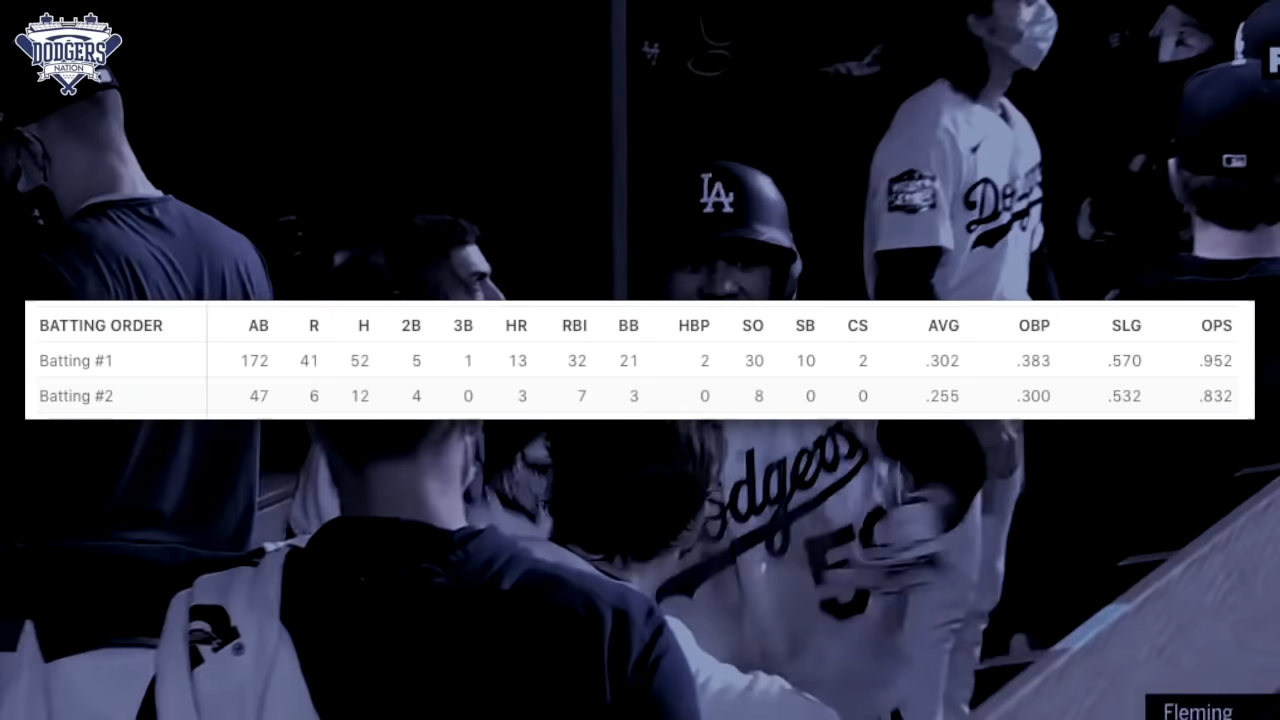 DODGERS
NATION
LA
Dodgers
BATTING ORDER AB R H 2B 3B HR RBI BB HBP SO SB CS AVG OBP SLG OPS
Batting #1 172 41 52 5 1 13 32 21 2 30 10 2 .302 .383 .570 .952
Batting #2 47 6 12 4 0 3 7 3 0 8 0 0 .255 .300 .532 .832
odgers
5
Fleming